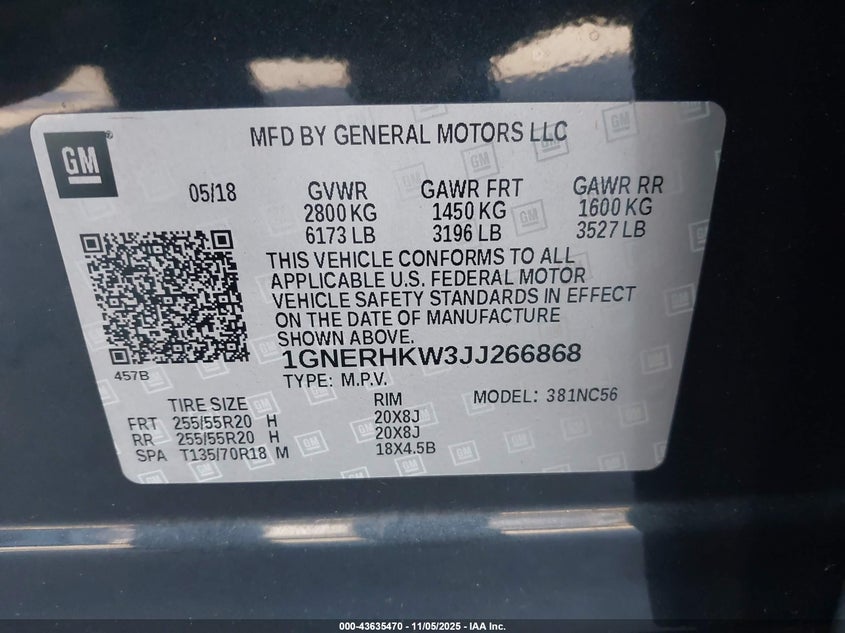 GM
MFD BY GENERAL MOTORS LLC
05/18 GVWR GAWR FRT GAWR RR
2800 KG 1450 KG 1600 KG
6173 LB 3196 LB 3527 LB
THIS VEHICLE CONFORMS TO ALL
APPLICABLE U.S. FEDERAL MOTOR
VEHICLE SAFETY STANDARDS IN EFFECT
ON THE DATE OF MANUFACTURE
SHOWN ABOVE.
1GNERHKW3JJ266868
457B
TYPE: M.P.V. MODEL: 381NC56
TIRE SIZE RIM
FRT 255/55R20 H 20X8J
RR 255/55R20 H 20X8J
SPA T135/70R18 M 18X4.5B
000-43635470 - 11/05/2025 - IAA Inc.